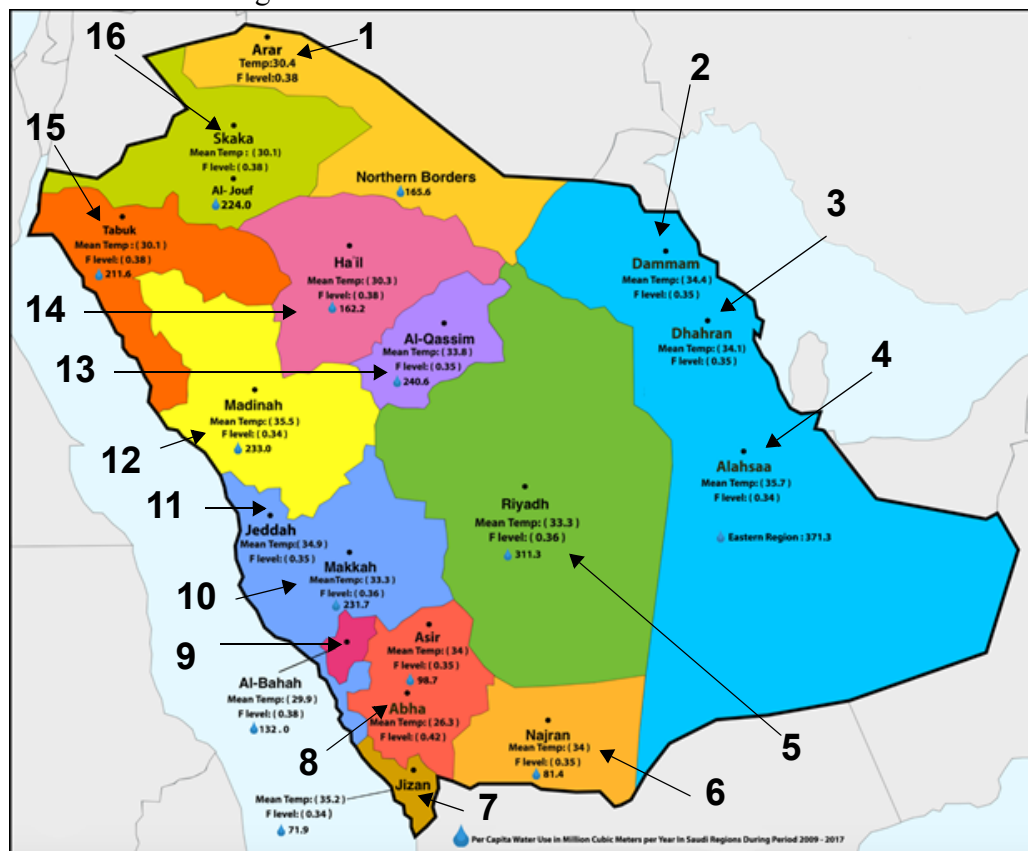 16
1
Arar
Temp:30.4
F level:0.38
2
15
Skaka
Mean Temp : (30.1)
F level: ( 0.38 )
Al- Jouf
224.0
Northern Borders
165.6
3
Tabuk
Mean Temp : ( 30.1 )
F level: ( 0.38 )
211.6
Ha'il
Mean Temp: ( 30.3 )
F level: ( 0.38 )
162.2
Dammam
Mean Temp: ( 34.4 )
F level: ( 0.35 )
14
Al-Qassim
Mean Temp: ( 33.8 )
F level: ( 0.35 )
240.6
Dhahran
Mean Temp: ( 34.1)
F level: ( 0.35 )
13
4
Madinah
Mean Temp: ( 35.5 )
F level: ( 0.34 )
233.0
12
Alahsaa
Mean Temp: ( 35.7 )
F level: ( 0.34 )
Eastern Region : 371.3
11
Riyadh
Mean Temp: ( 33.3 )
F level: ( 0.36 )
311.3
Jeddah
Mean Temp:( 34.9 )
F level: ( 0.35 )
Makkah
MeanTemp: ( 33.3 )
F level: ( 0.36 )
231.7
10
9
Asir
Mean Temp: ( 34 )
F level: ( 0.35 )
98.7
Al-Bahah
Mean Temp: ( 29.9 )
F level: ( 0.38 )
132 .0
Abha
Mean Temp: ( 26.3 )
F level: ( 0.42 )
8
Najran
Mean Temp: ( 34 )
F level: ( 0.35 )
81.4
5
6
Jizan
Mean Temp: ( 35.2 )
F level: ( 0.34 )
71.9
7
Per Capita Water Use in Million Cubic Meters per Year In Saudi Regions During Period 2009 - 2017